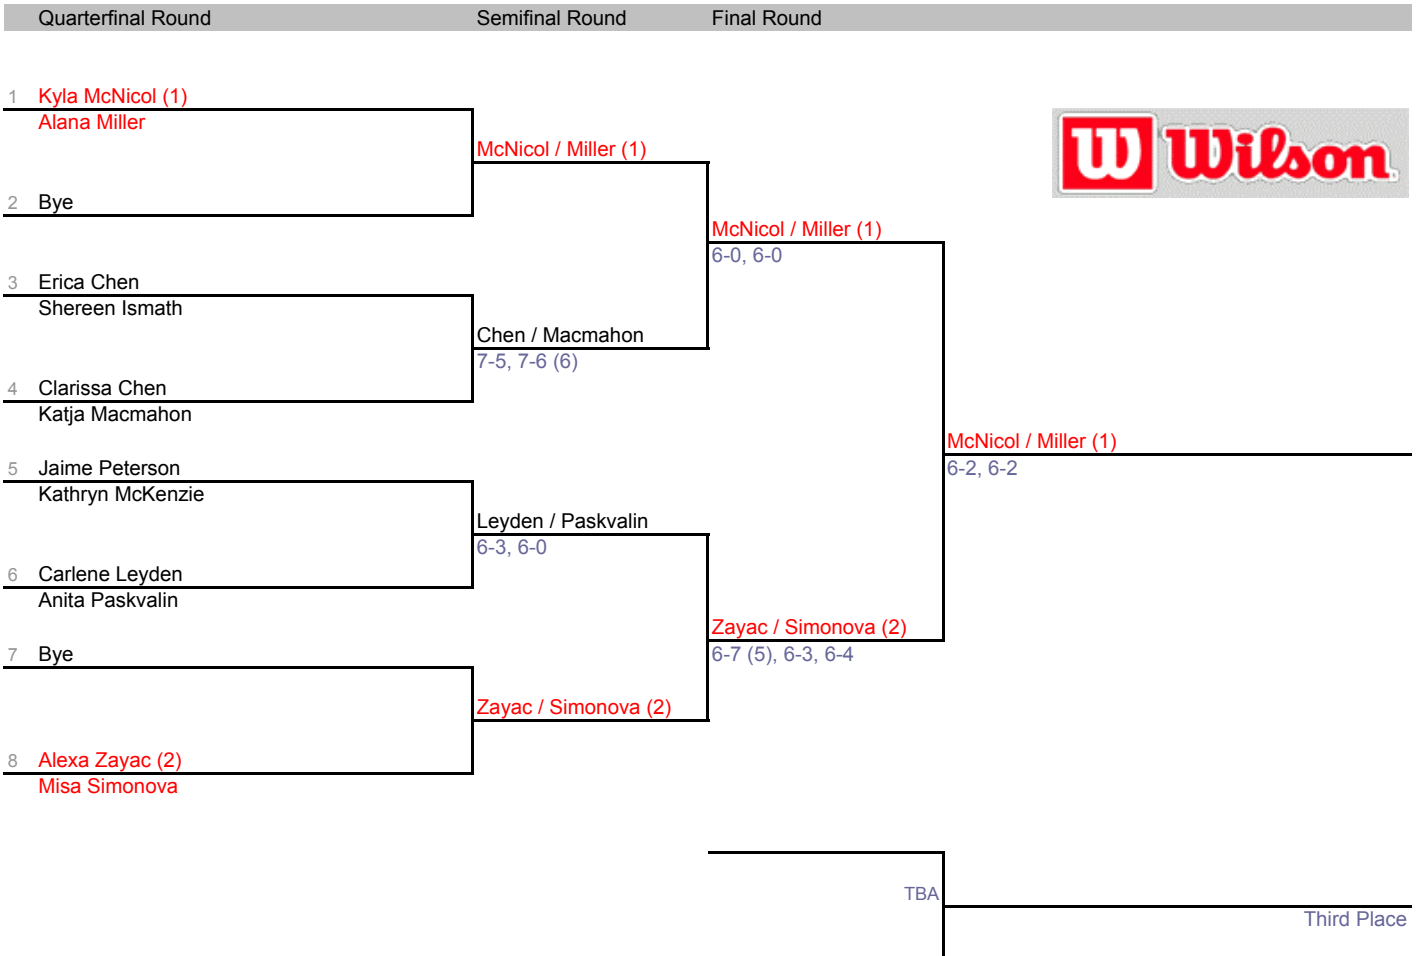 Quarterfinal Round Semifinal Round Final Round
1 Kyla McNicol (1)
Alana Miller
McNicol / Miller (1)
W Wilson
2 Bye
McNicol / Miller (1)
6-0, 6-0
3 Erica Chen
Shereen Ismath
Chen / Macmahon
7-5, 7-6 (6)
4 Clarissa Chen
Katja Macmahon
McNicol / Miller (1)
6-2, 6-2
5 Jaime Peterson
Kathryn McKenzie
Leyden / Paskvalin
6-3, 6-0
6 Carlene Leyden
Anita Paskvalin
Zayac / Simonova (2)
6-7 (5), 6-3, 6-4
7 Bye
Zayac / Simonova (2)
8 Alexa Zayac (2)
Misa Simonova
TBA
Third Place